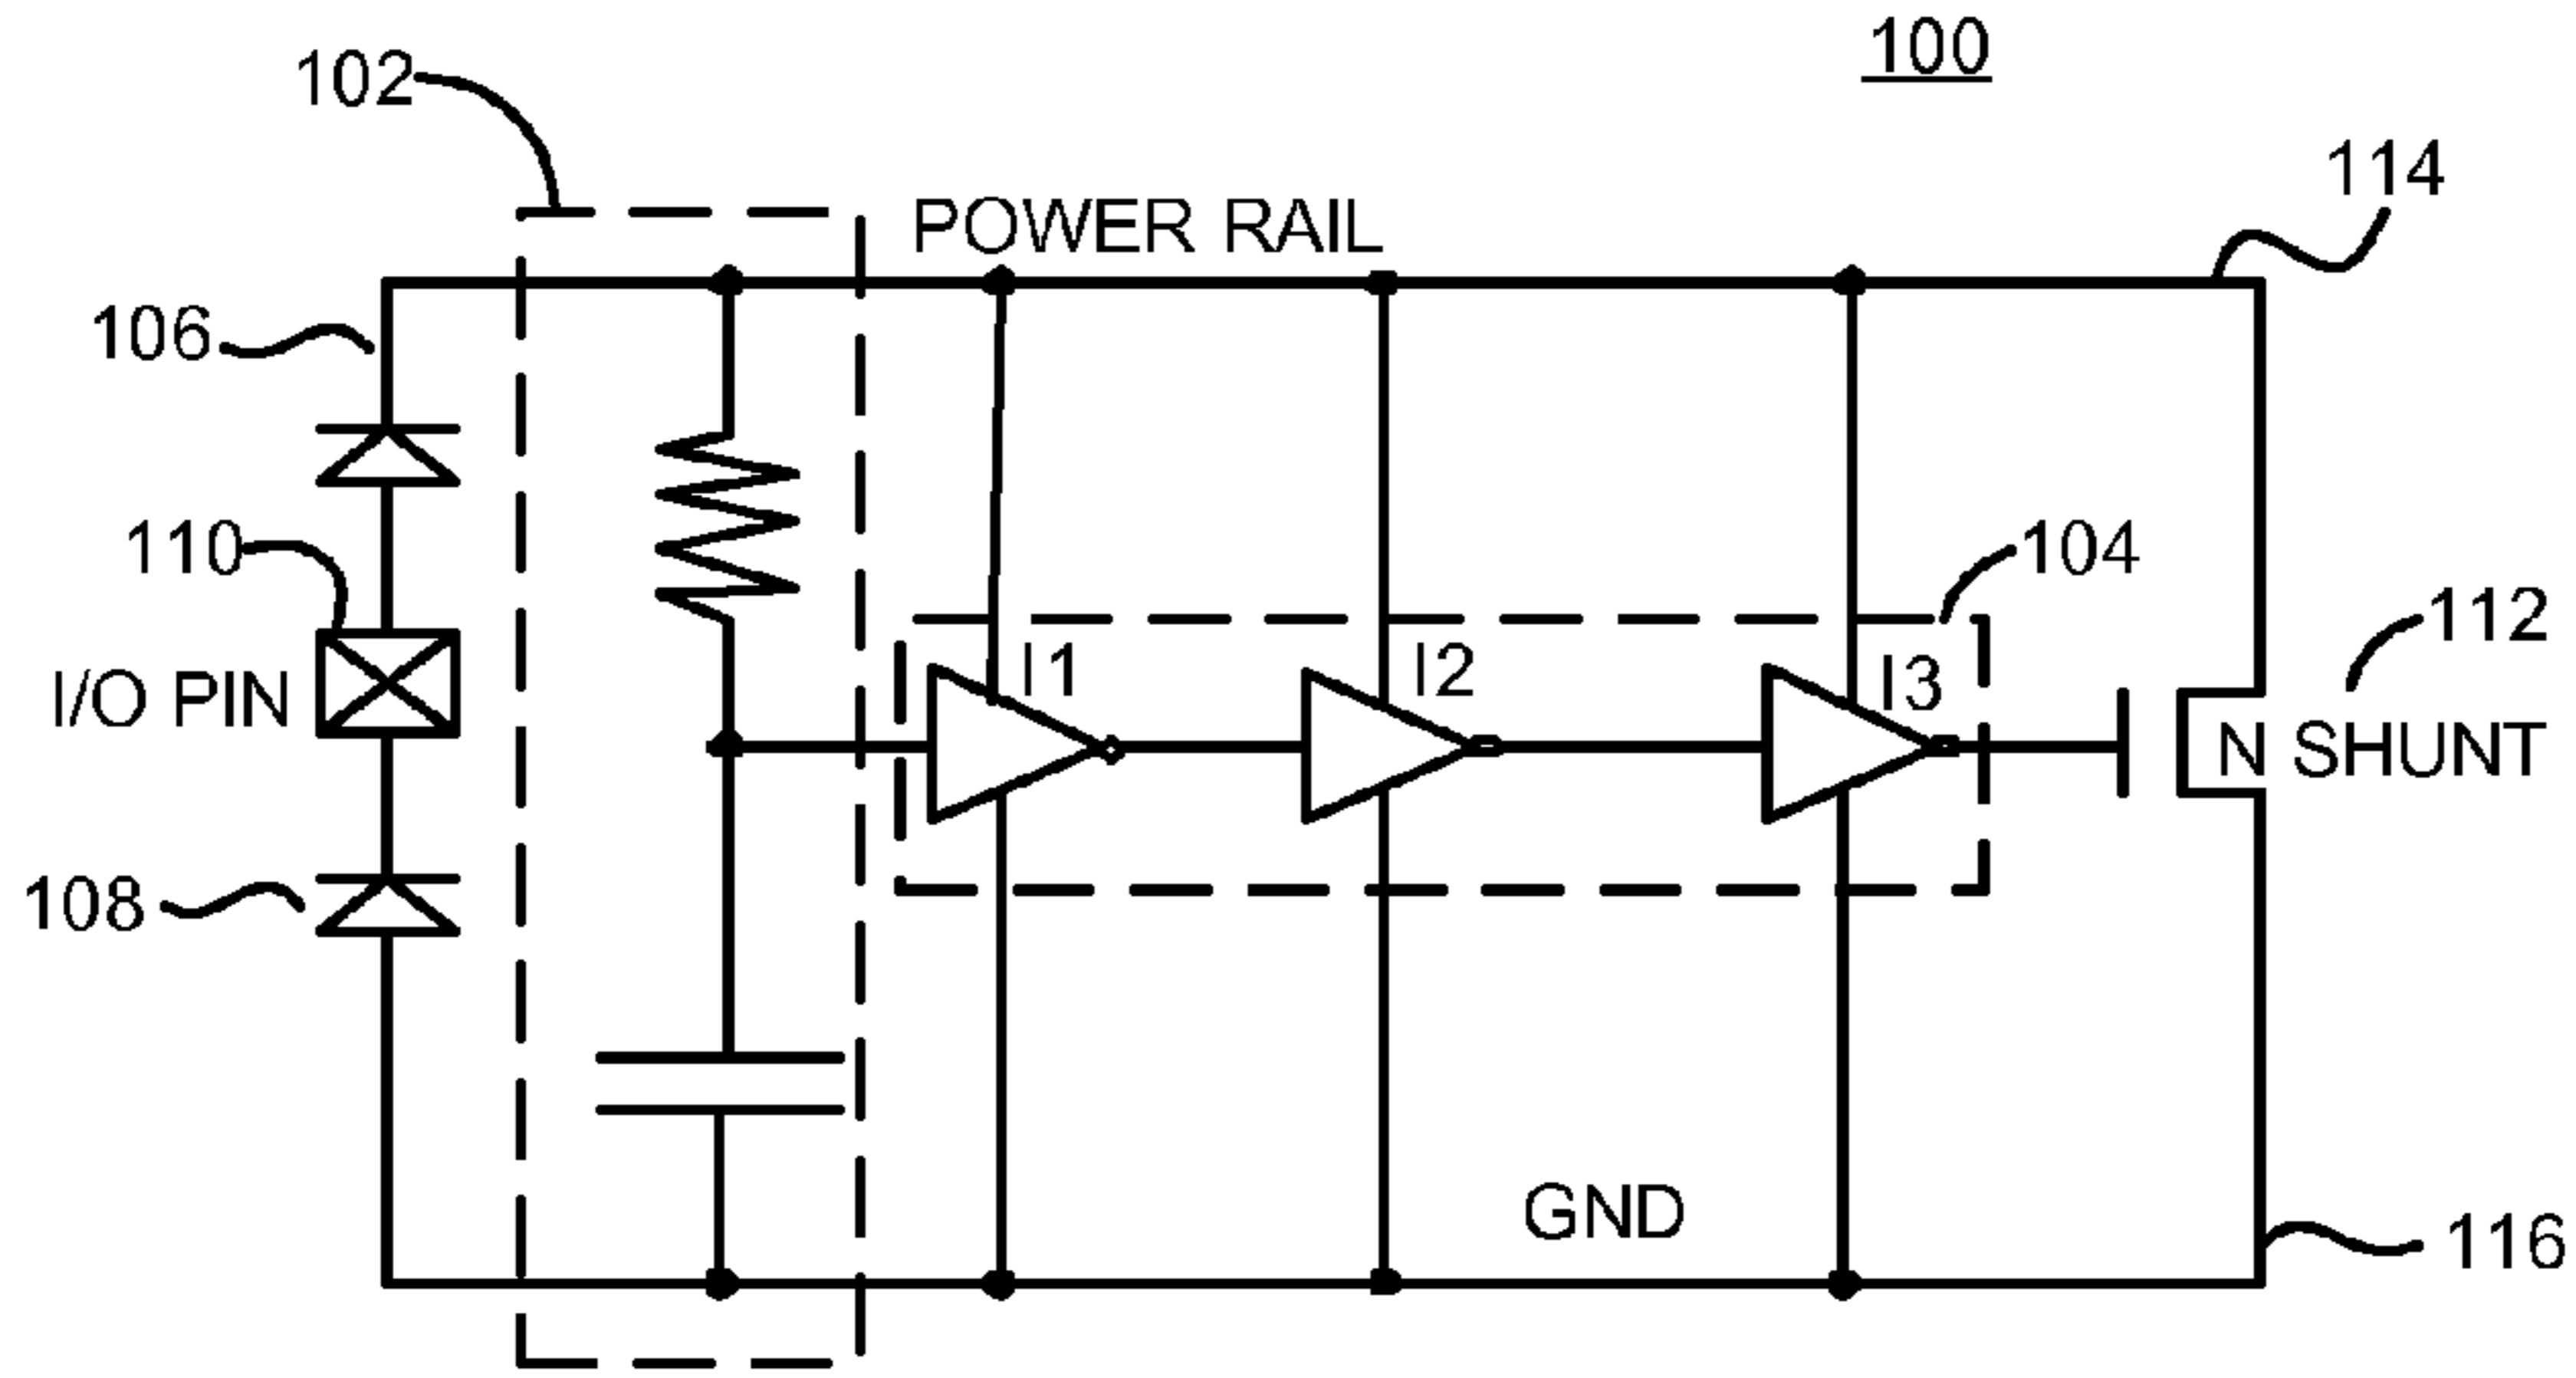 100
102
114
POWER RAIL
106
110
104
112
I1
I2
I3
I/O PIN
N SHUNT
108
GND
116